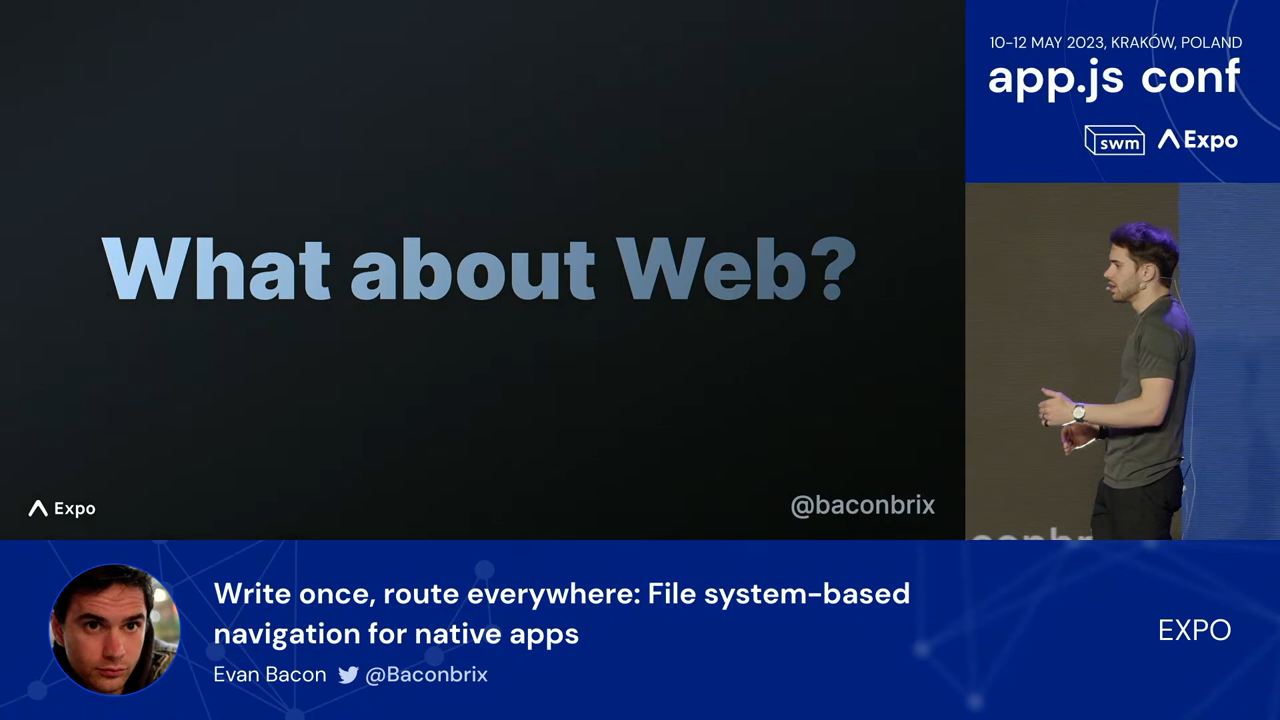 What about Web?
Expo
@baconbrix
10-12 MAY 2023, KRAKÓW, POLAND
app.js conf
swm
Expo
Write once, route everywhere: File system-based
navigation for native apps
Evan Bacon @Baconbrix
EXPO